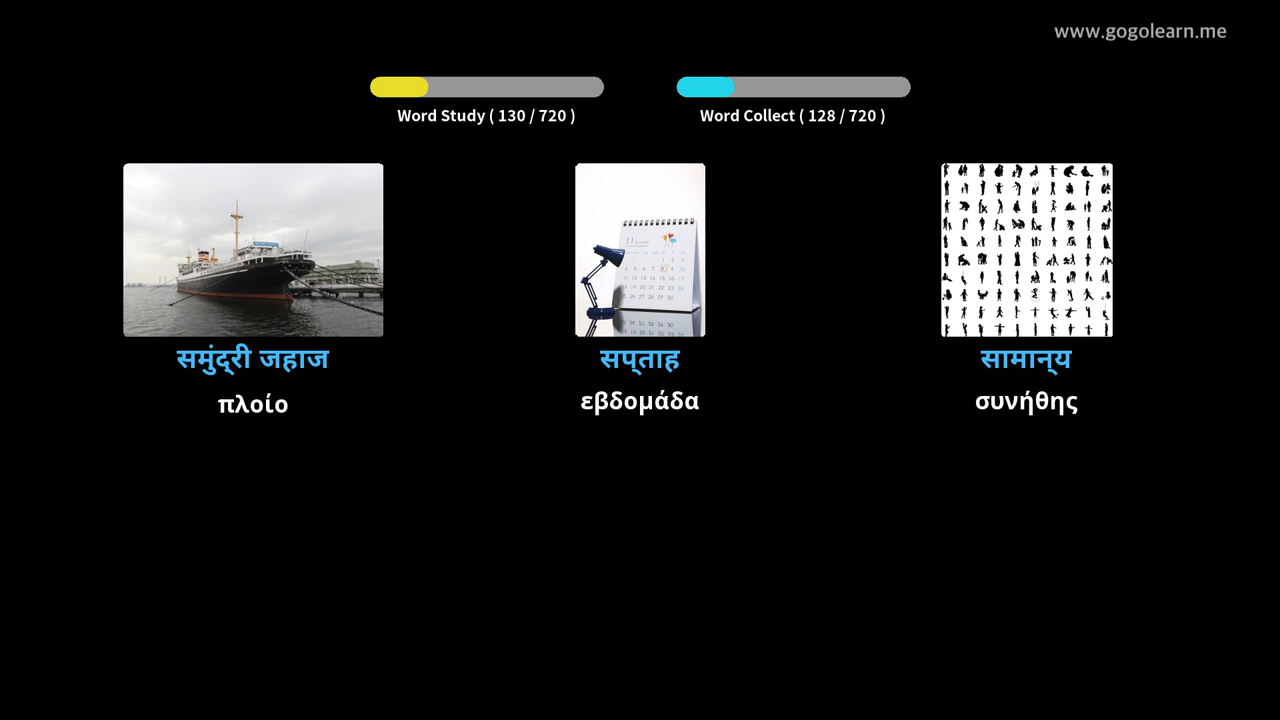 www.gogolearn.me
Word Study ( 130 / 720 )
Word Collect ( 128 / 720 )
समुंद्री जहाज
πλοίο
सप्ताह
εβδομάδα
सामान्य
συνήθης